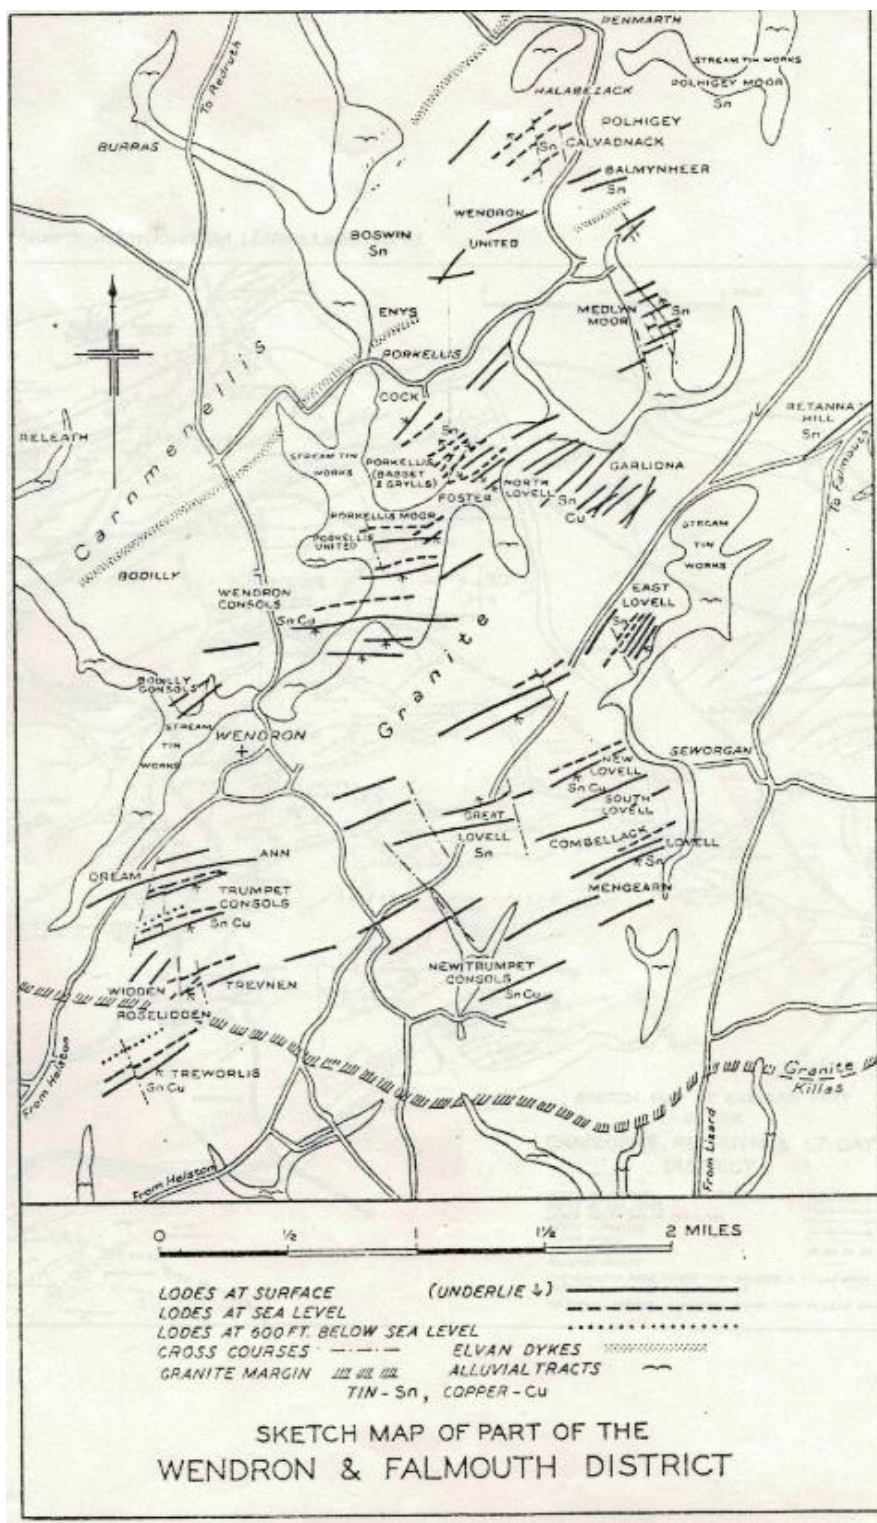 PENMARTH
STREAM TIN WORKS
POLHIGEY MOOR
Sn
To Redruth
HALABEZACK
POLHIGEY
BURRAS
Sn CALVADNACK
BALMYNHEER
Sn
WENDRON
UNITED
BOSWIN
Sn
MEDLYN
MOOR
Sn
ENYS
PORKELLIS
COCK
RETANNA
HILL
Sn
RELEATH
Carnmenellis
STREAM TIN
WORKS
Sn
PORKELLIS
(BASSET
& GRYLLS)
FOSTER
NORTH
LOVELL
GARLIDNA
Sn
Cu
To Falmouth
PORKELLIS MOOR
PORKELLIS
UNITED
STREAM
TIN
WORKS
BODILLY
WENDRON
CONSOLS
Sn Cu
EAST
LOVELL
Sn
Granite
BODILLY
CONSOLS
STREAM
TIN
WORKS
WENDRON
SEWORGAN
NEW
LOVELL
Sn Cu
SOUTH
LOVELL
GREAT
LOVELL
Sn
COMBELLACK
LOVELL
Sn
MENGEARN
DREAM
ANN
TRUMPET
CONSOLS
Sn Cu
NEW TRUMPET
CONSOLS
Sn Cu
WIDDEN
TREVNEN
ROSELIDDEN
TREWORLIS
Sn Cu
From Helston
Granite
Killas
From Helston
From Lizard
0 ½ 1 1½ 2 MILES
LODES AT SURFACE (UNDERLIE ↓)
LODES AT SEA LEVEL
LODES AT 600 FT. BELOW SEA LEVEL
CROSS COURSES ELVAN DYKES
GRANITE MARGIN ALLUVIAL TRACTS
TIN - Sn, COPPER - Cu
SKETCH MAP OF PART OF THE
WENDRON & FALMOUTH DISTRICT